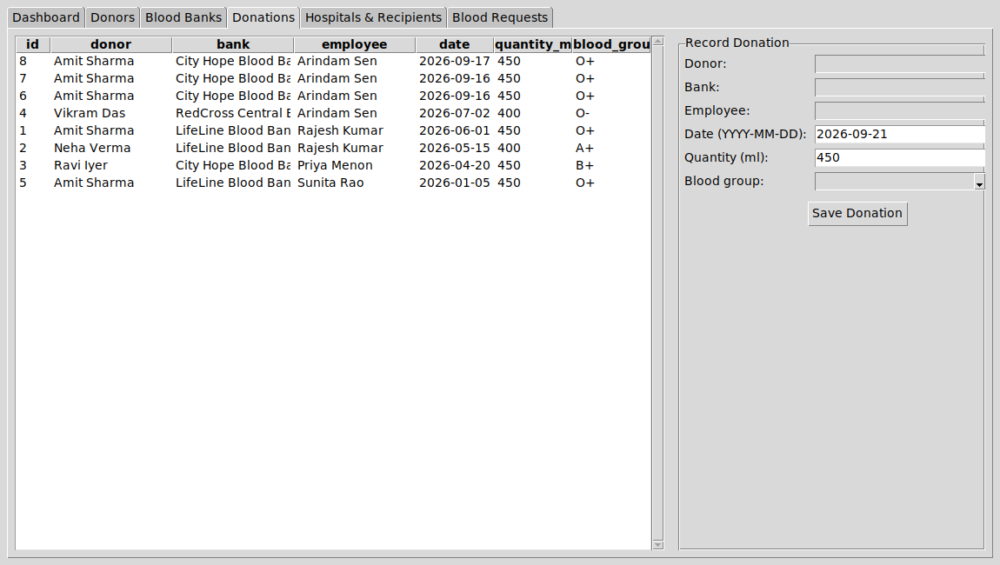 Dashboard Donors Blood Banks Donations Hospitals & Recipients Blood Requests
id donor bank employee date quantity_m blood_grou
8 Amit Sharma City Hope Blood Ba Arindam Sen 2026-09-17 450 O+
7 Amit Sharma City Hope Blood Ba Arindam Sen 2026-09-16 450 O+
6 Amit Sharma City Hope Blood Ba Arindam Sen 2026-09-16 450 O+
4 Vikram Das RedCross Central B Arindam Sen 2026-07-02 400 O-
1 Amit Sharma LifeLine Blood Ban Rajesh Kumar 2026-06-01 450 O+
2 Neha Verma LifeLine Blood Ban Rajesh Kumar 2026-05-15 400 A+
3 Ravi Iyer City Hope Blood Ba Priya Menon 2026-04-20 450 B+
5 Amit Sharma LifeLine Blood Ban Sunita Rao 2026-01-05 450 O+
Record Donation
Donor:
Bank:
Employee:
Date (YYYY-MM-DD): 2026-09-21
Quantity (ml): 450
Blood group:
Save Donation